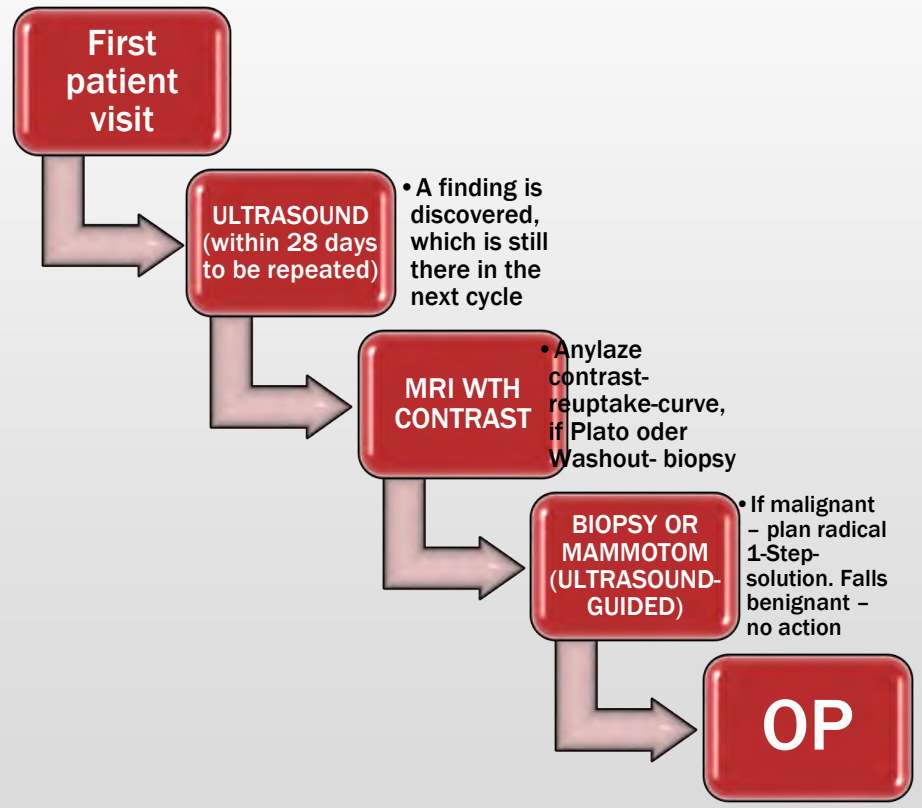 First
patient
visit
ULTRASOUND
(within 28 days
to be repeated)
•A finding is
discovered,
which is still
there in the
next cycle
MRI WTH
CONTRAST
•Anylaze
contrast-
reuptake-curve,
if Plato oder
Washout- biopsy
BIOPSY OR
MAMMOTOM
(ULTRASOUND-
GUIDED)
•If malignant
– plan radical
1-Step-
solution. Falls
benignant –
no action
OP